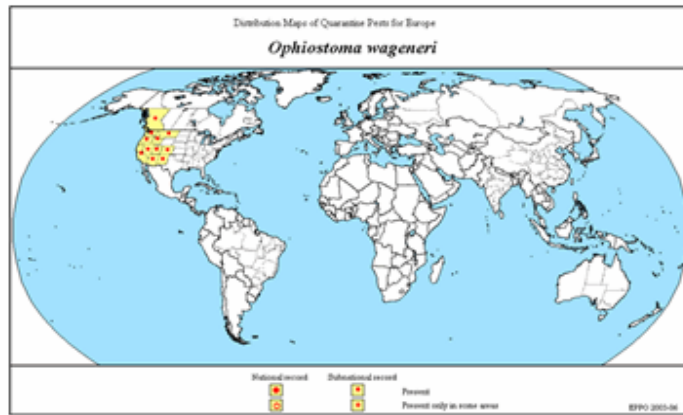 Distribution Maps of Quarantine Pests for Europe
Ophiostoma wageneri
National record Subnational record
Present
Present only in some areas
EPPO 2003-06